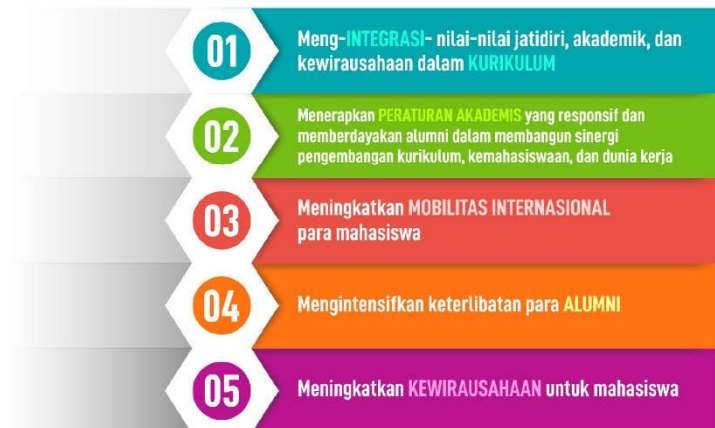 01
Meng-INTEGRASI- nilai-nilai jatidiri, akademik, dan
kewirausahaan dalam KURIKULUM
02
Menerapkan PERATURAN AKADEMIS yang responsif dan
memberdayakan alumni dalam membangun sinergi
pengembangan kurikulum, kemahasiswaan, dan dunia kerja
03
Meningkatkan MOBILITAS INTERNASIONAL
para mahasiswa
04
Mengintensifkan keterlibatan para ALUMNI
05
Meningkatkan KEWIRAUSAHAAN untuk mahasiswa